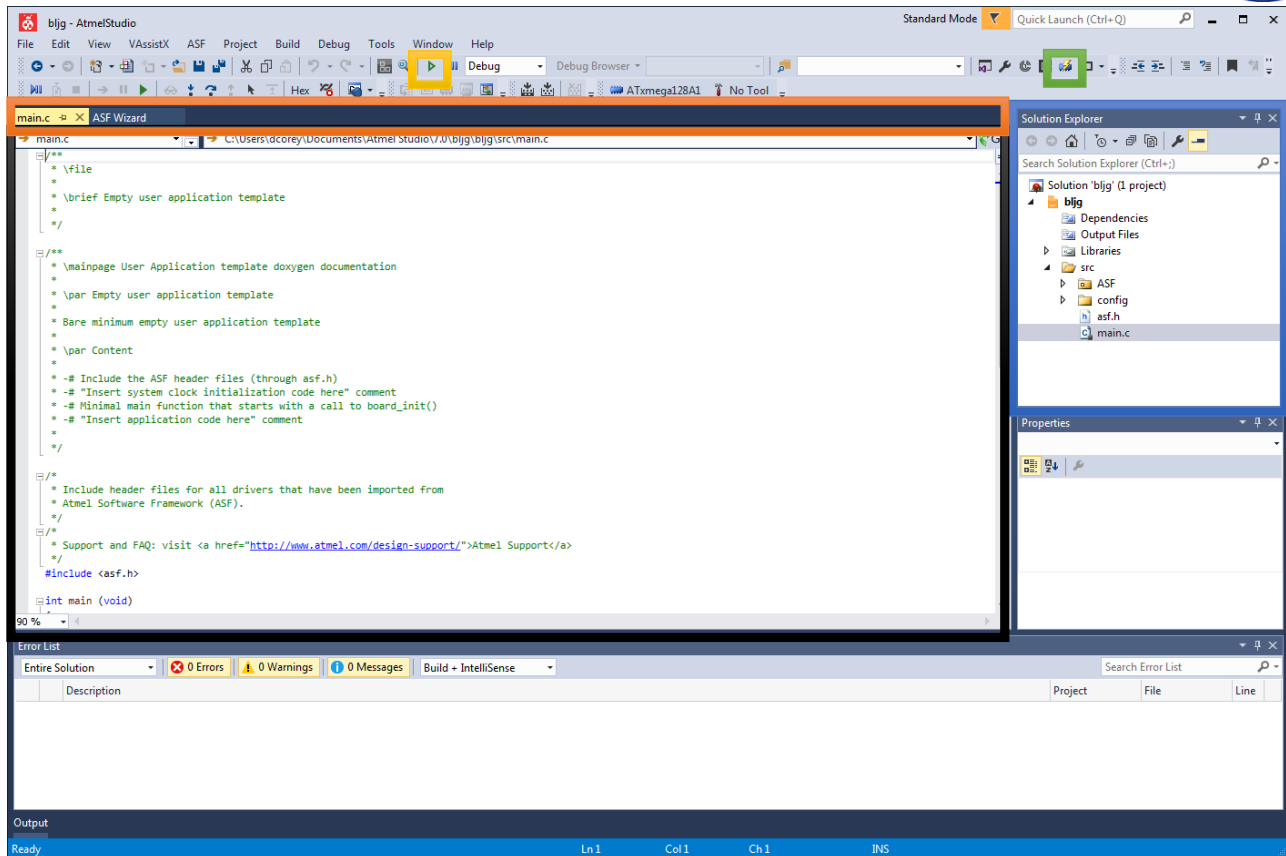 bljg - AtmelStudio
Standard Mode
Quick Launch (Ctrl+Q)
File Edit View VAssistX ASF Project Build Debug Tools Window Help
Debug
Debug Browser
Hex
ATxmega128A1
No Tool
main.c
ASF Wizard
main.c
C:\Users\dcorey\Documents\Atmel Studio\7.0\bljg\bljg\src\main.c
G
/**
* \file
*
* \brief Empty user application template
*
*/
/**
* \mainpage User Application template doxygen documentation
*
* \par Empty user application template
*
* Bare minimum empty user application template
*
* \par Content
*
* -# Include the ASF header files (through asf.h)
* -# "Insert system clock initialization code here" comment
* -# Minimal main function that starts with a call to board_init()
* -# "Insert application code here" comment
*
*/
/*
* Include header files for all drivers that have been imported from
* Atmel Software Framework (ASF).
*/
/*
* Support and FAQ: visit <a href="http://www.atmel.com/design-support/">Atmel Support</a>
*/
#include <asf.h>
int main (void)
90 %
Solution Explorer
Search Solution Explorer (Ctrl+;)
Solution 'bljg' (1 project)
bljg
Dependencies
Output Files
Libraries
src
ASF
config
asf.h
main.c
Properties
Error List
Entire Solution
0 Errors
0 Warnings
0 Messages
Build + IntelliSense
Search Error List
Description
Project
File
Line
Output
Ready
Ln 1
Col 1
Ch 1
INS